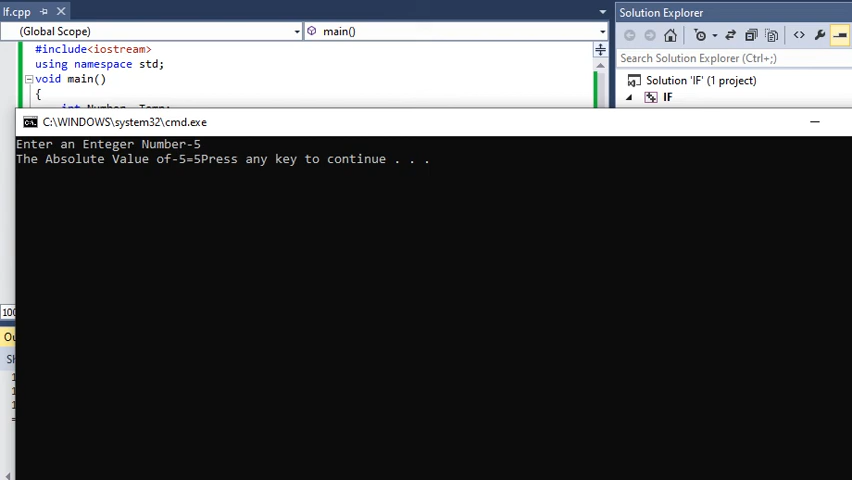 If.cpp
Solution Explorer
(Global Scope)
main()
#include<iostream>
using namespace std;
void main()
{
Search Solution Explorer (Ctrl+;)
Solution 'IF' (1 project)
IF
C:\WINDOWS\system32\cmd.exe
Enter an Enteger Number-5
The Absolute Value of-5=5Press any key to continue . . .
100